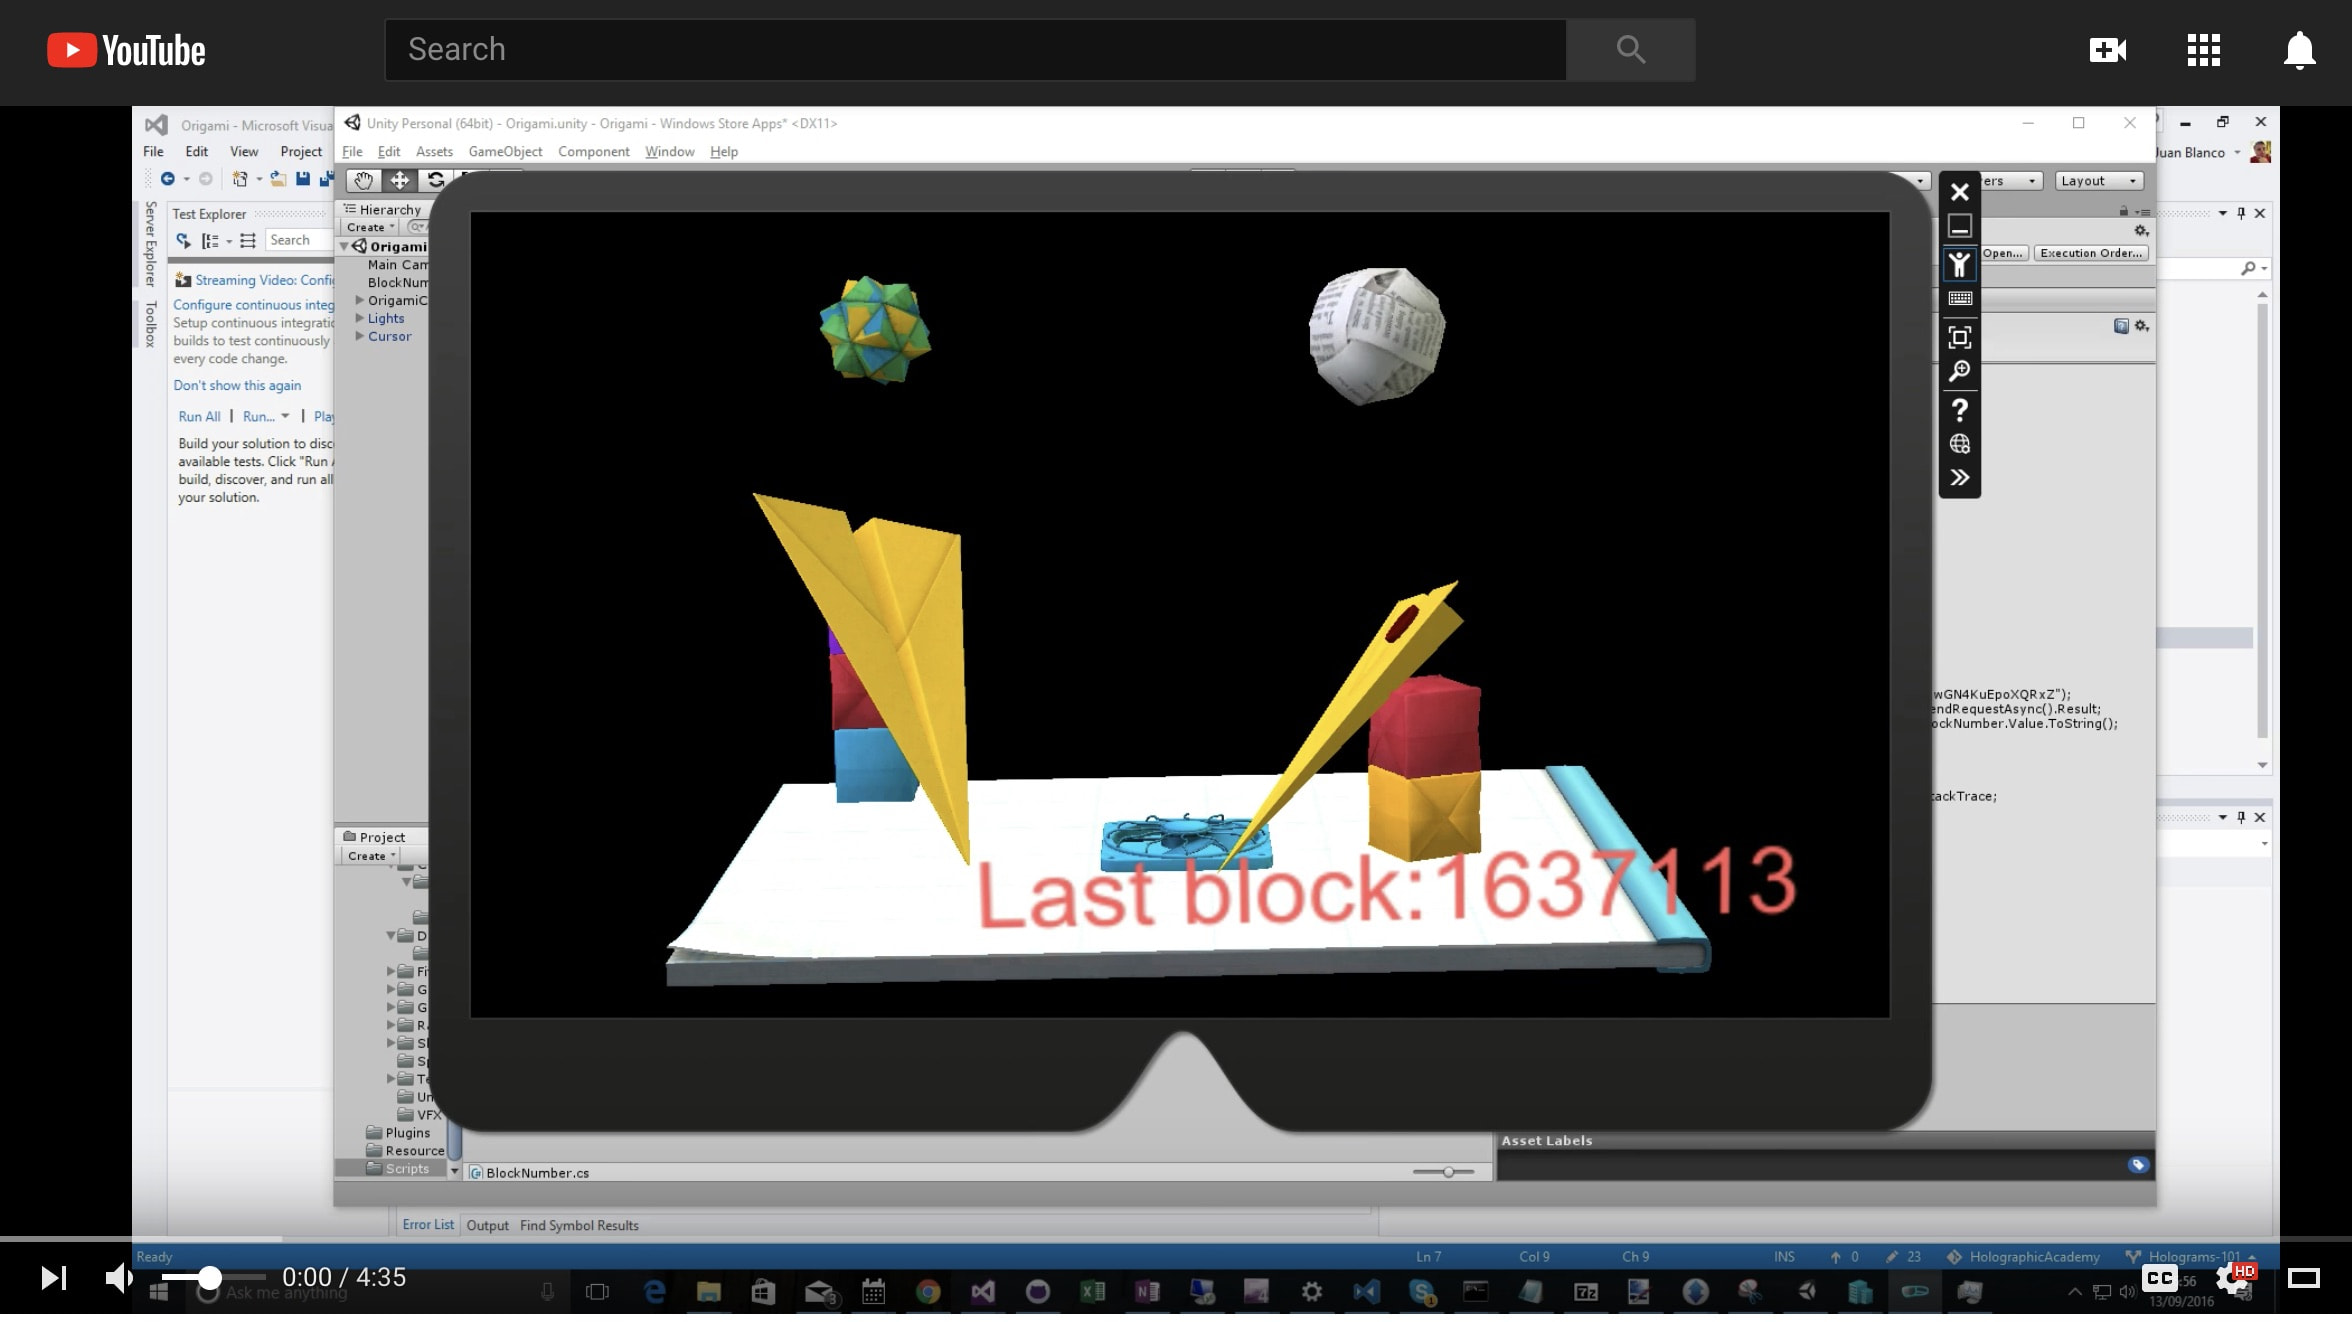 YouTube
Search
Origami - Microsoft Visua
Unity Personal (64bit) - Origami.unity - Origami - Windows Store Apps* <DX11>
File Edit View Project
File Edit Assets GameObject Component Window Help
Juan Blanco
Layout
Server Explorer
Toolbox
Test Explorer
Search
Streaming Video: Confi
Configure continuous integ
Setup continuous integratio
builds to test continuously
every code change.
Don't show this again
Run All | Run... | Play
Build your solution to disc
available tests. Click "Run A
build, discover, and run all
your solution.
Hierarchy
Create
Origami
Main Cam
BlockNum
OrigamiC
Lights
Cursor
Open... Execution Order...
wGN4KuEpoXQRxZ");
endRequestAsync().Result;
ockNumber.Value.ToString();
tackTrace;
Last block:1637113
Project
Create
D
Fi
G
G
R
Sl
Sp
Te
Un
VFX
Plugins
Resource
Scripts
BlockNumber.cs
Asset Labels
Error List Output Find Symbol Results
Ready Ln 7 Col 9 Ch 9 INS 0 23 HolographicAcademy Holograms-101
0:00 / 4:35
CC
HD
Ask me anything
3
1
7z
:56
13/09/2016